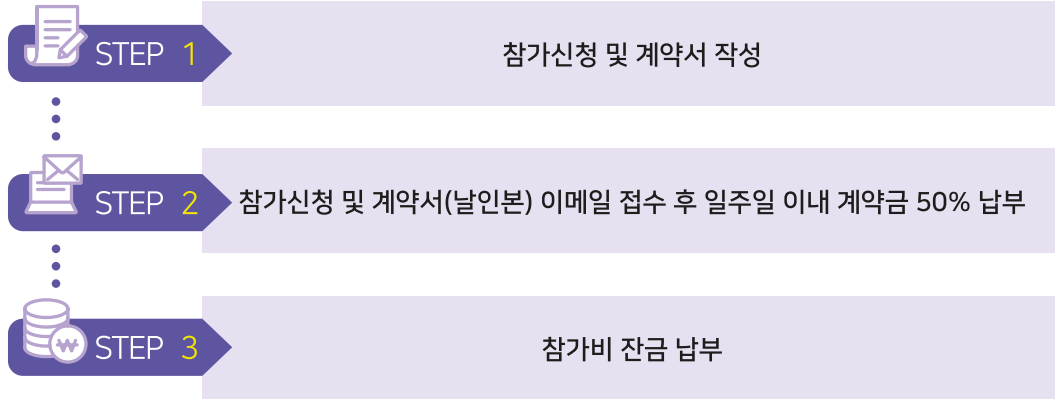 STEP 1
참가신청 및 계약서 작성
STEP 2
참가신청 및 계약서(날인본) 이메일 접수 후 일주일 이내 계약금 50% 납부
STEP 3
참가비 잔금 납부